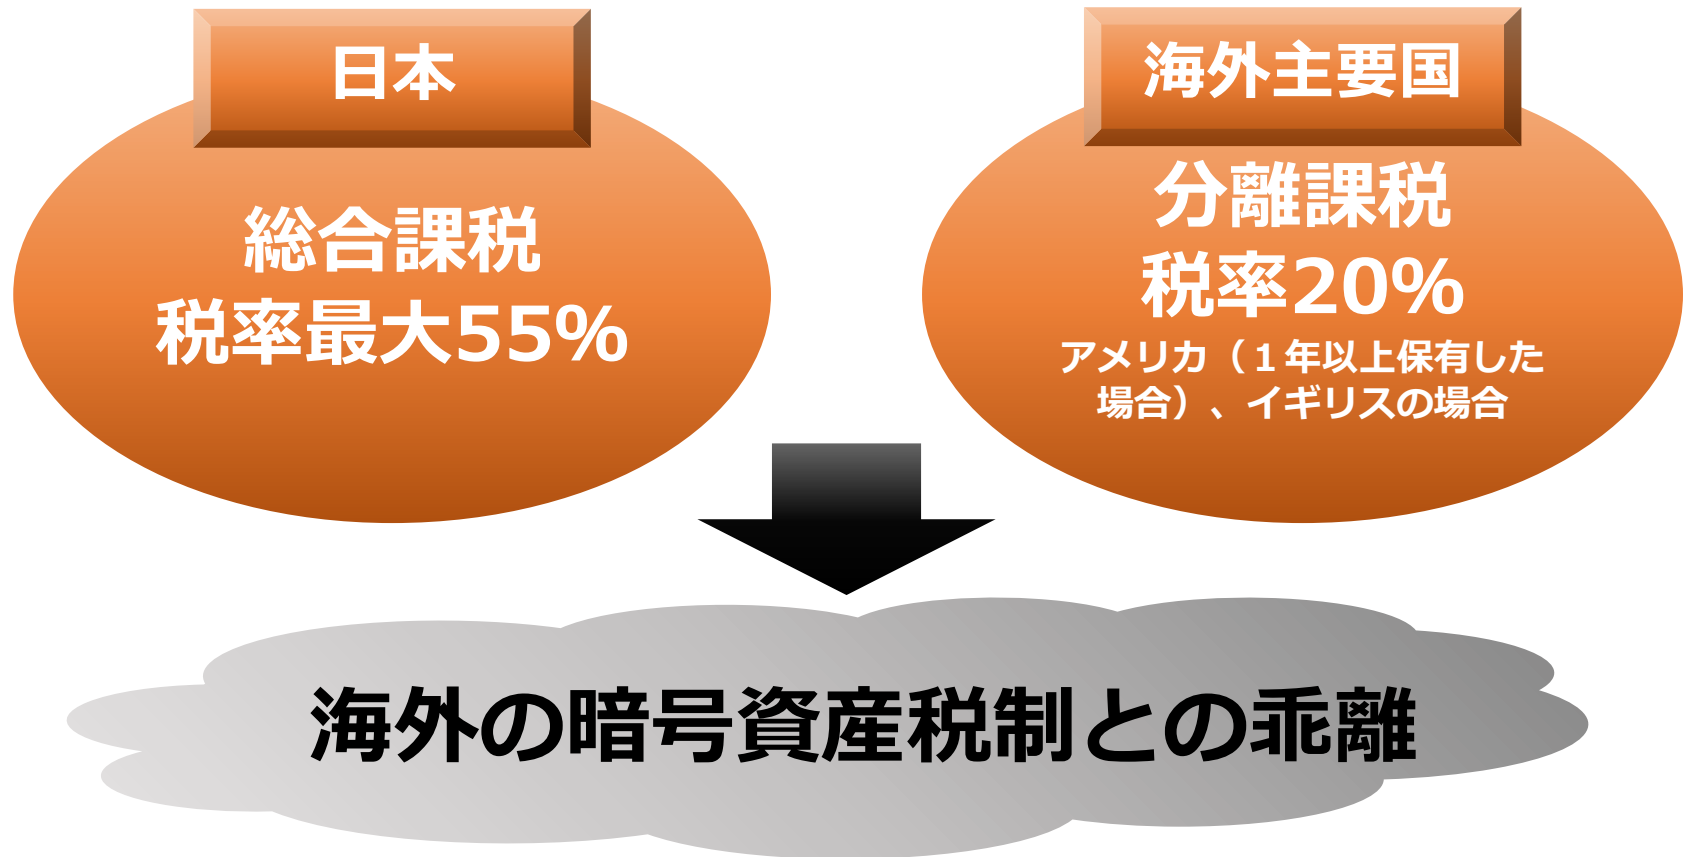 日本
総合課税
税率最大55%
海外主要国
分離課税
税率20%
アメリカ（１年以上保有した
場合）、イギリスの場合
海外の暗号資産税制との乖離